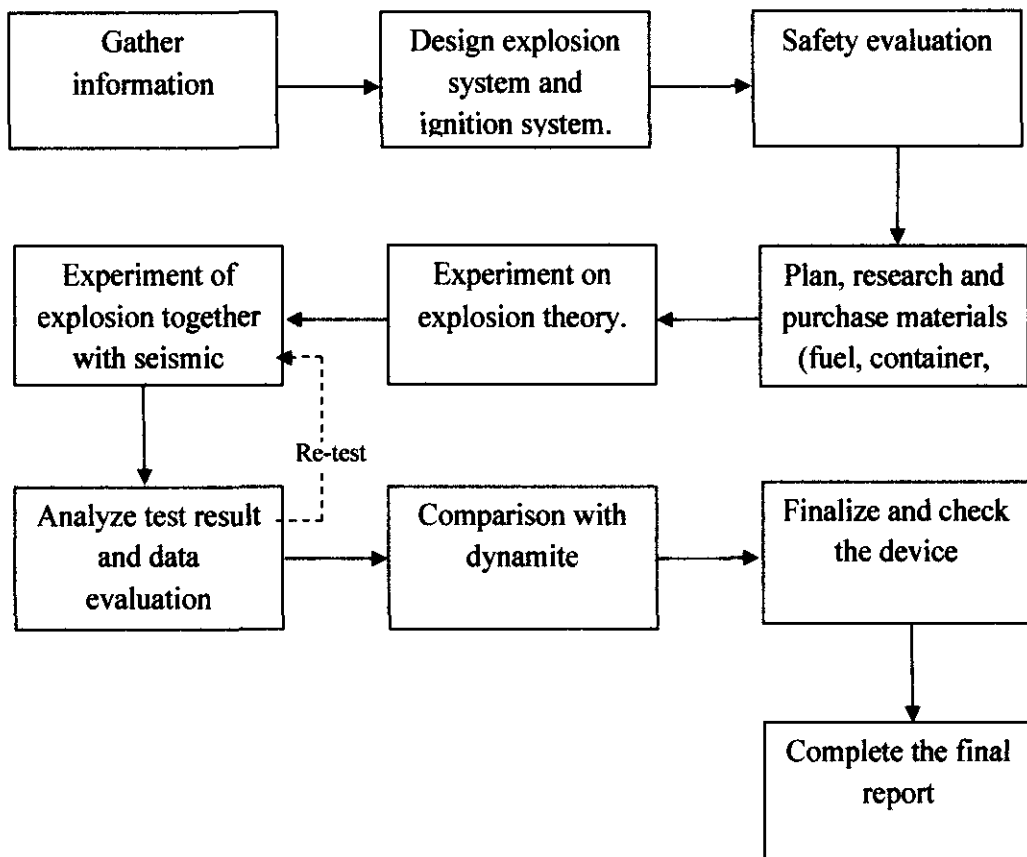 Gather
information
Design explosion
system and
ignition system.
Safety evaluation
Plan, research and
purchase materials
(fuel, container,
Experiment on
explosion theory.
Experiment of
explosion together
with seismic
Re-test
Analyze test result
and data
evaluation
Comparison with
dynamite
Finalize and check
the device
Complete the final
report